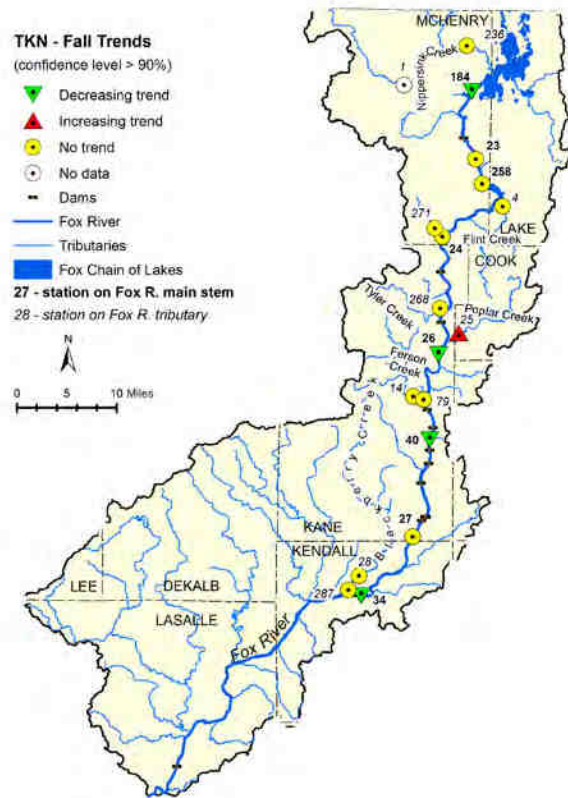 TKN - Fall Trends
(confidence level > 90%)
Decreasing trend
Increasing trend
No trend
No data
Dams
Fox River
Tributaries
Fox Chain of Lakes
27 - station on Fox R. main stem
28 - station on Fox R. tributary
N
0 5 10 Miles
MCHENRY
236
Nippersink Creek
1
184
23
258
4
271
LAKE
24
Flint Creek
COOK
268
Tyler Creek
Poplar Creek
25
26
Ferson
Creek
14
79
40
Blackberry Creek
27
KANE
KENDALL
28
287
34
LEE
DEKALB
LASALLE
Fox River